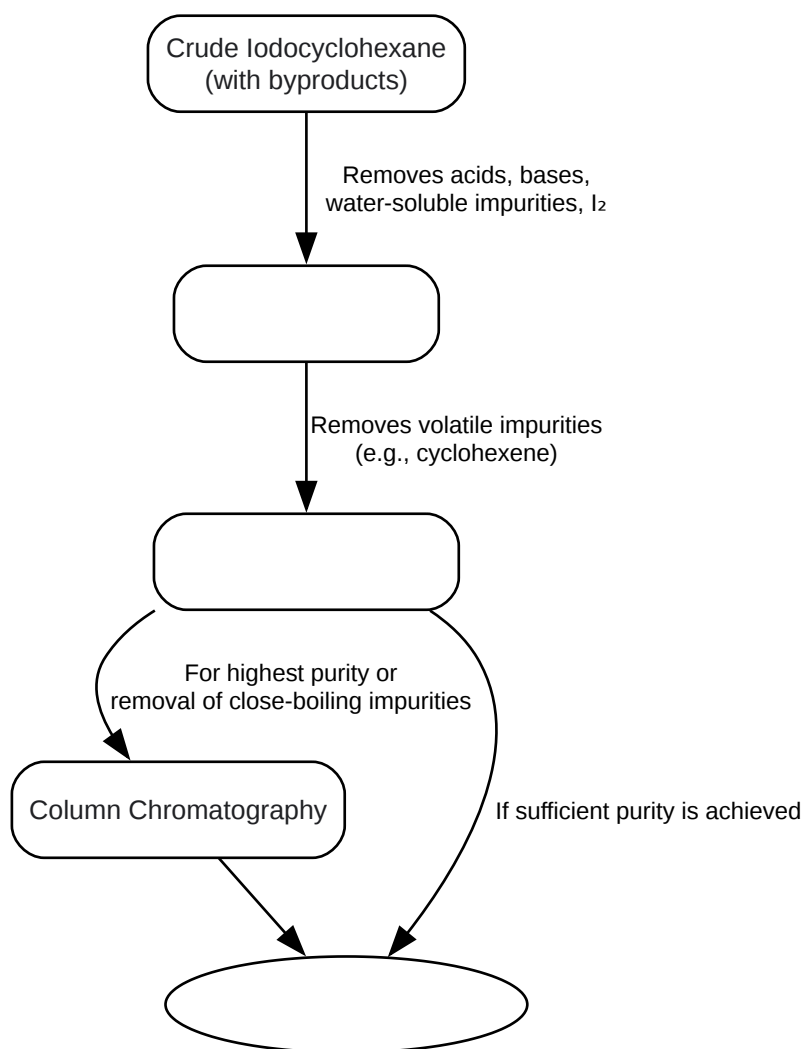 Crude Iodocyclohexane
(with byproducts)
Removes acids, bases,
water-soluble impurities, I₂
Removes volatile impurities
(e.g., cyclohexene)
For highest purity or
removal of close-boiling impurities
Column Chromatography
If sufficient purity is achieved